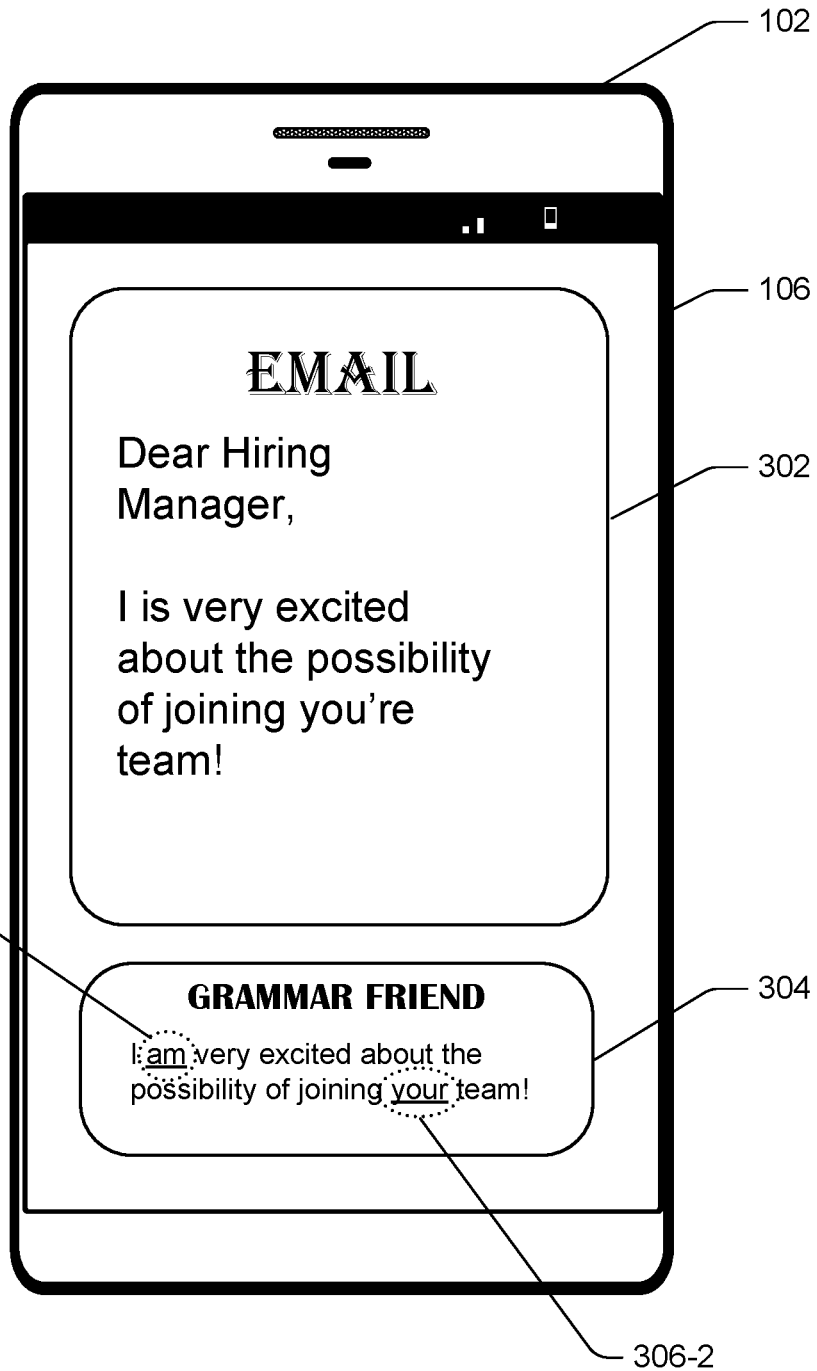 102
106
EMAIL
Dear Hiring
Manager,
302
I is very excited
about the possibility
of joining you're
team!
GRAMMAR FRIEND
304
I am very excited about the
possibility of joining your team!
306-2